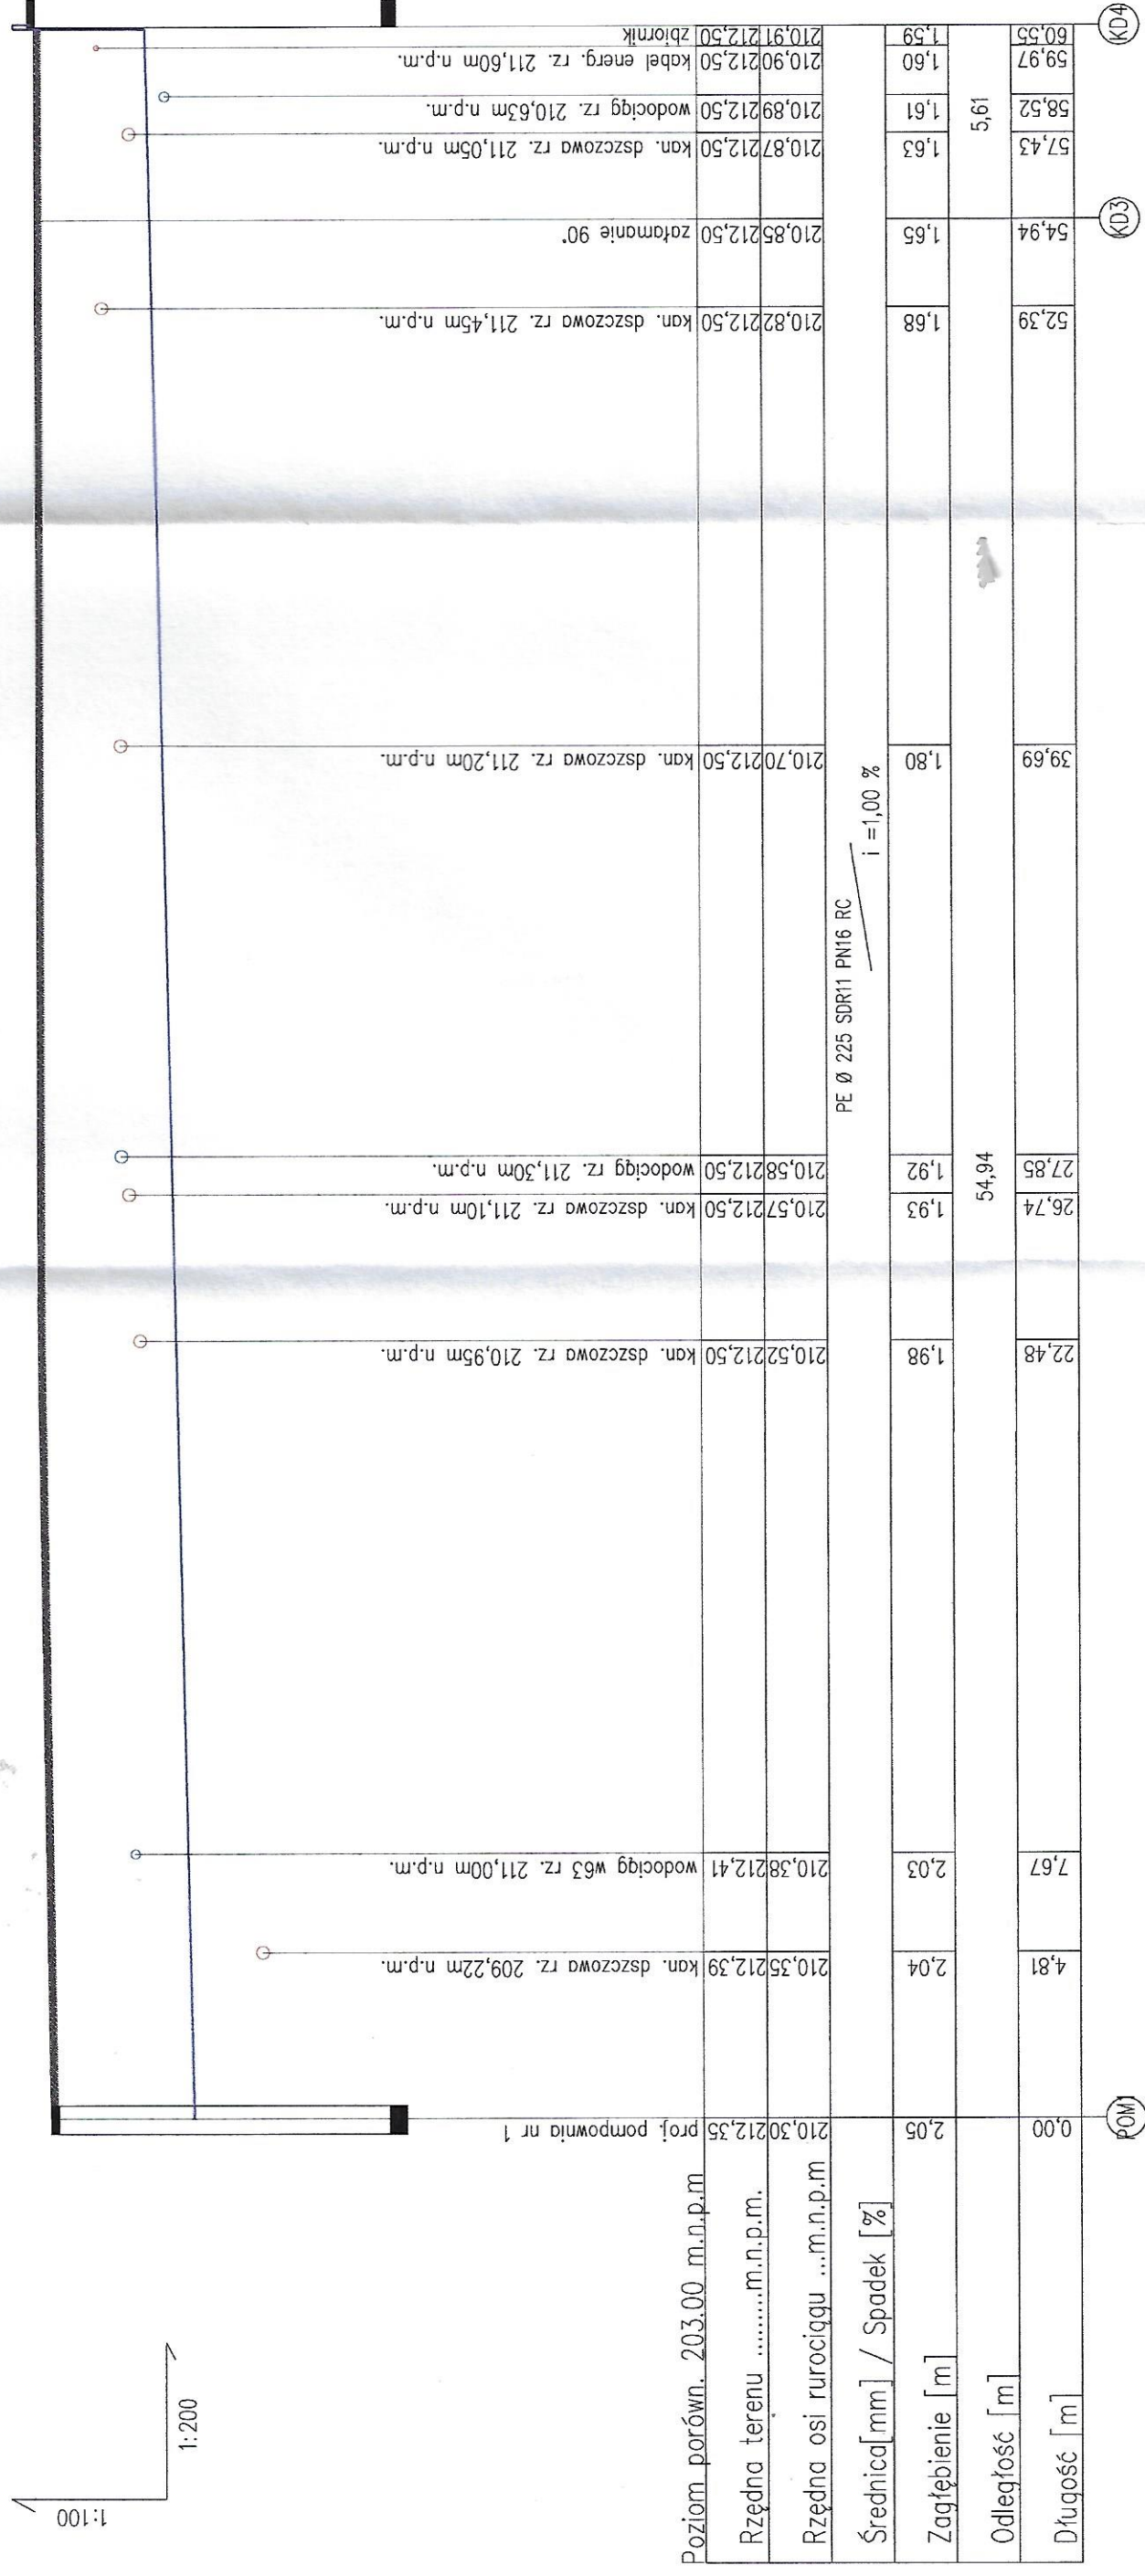 1:100
1:200
Poziom porówn. 203.00 m.n.p.m
Rzędna terenu ..........m.n.p.m.
Rzędna osi rurociągu ...m.n.p.m
Średnica[mm] / Spadek [%]
Zagłębienie [m]
Odległość [m]
Długość [m]
proj. pompownia nr 1
212,35
210,30
2,05
0,00
POM1
kan. dszczowa rz. 209,22m n.p.m.
212,39
210,35
2,04
4,81
wodociąg w63 rz. 211,00m n.p.m.
212,41
210,38
2,03
7,67
kan. dszczowa rz. 210,95m n.p.m.
212,50
210,52
1,98
22,48
kan. dszczowa rz. 211,10m n.p.m.
212,50
210,57
1,93
26,74
wodociąg rz. 211,30m n.p.m.
212,50
210,58
1,92
27,85
54,94
PE Ø 225 SDR11 PN16 RC
i =1,00 %
kan. dszczowa rz. 211,20m n.p.m.
212,50
210,70
1,80
39,69
kan. dszczowa rz. 211,45m n.p.m.
212,50
210,82
1,68
52,39
załamanie 90°
212,50
210,85
1,65
54,94
KD3
kan. dszczowa rz. 211,05m n.p.m.
212,50
210,87
1,63
57,43
wodociąg rz. 210,63m n.p.m.
212,50
210,89
1,61
58,52
5,61
kabel energ. rz. 211,60m n.p.m.
212,50
210,90
1,60
59,97
zbiornik
212,50
210,91
1,59
60,55
KD4